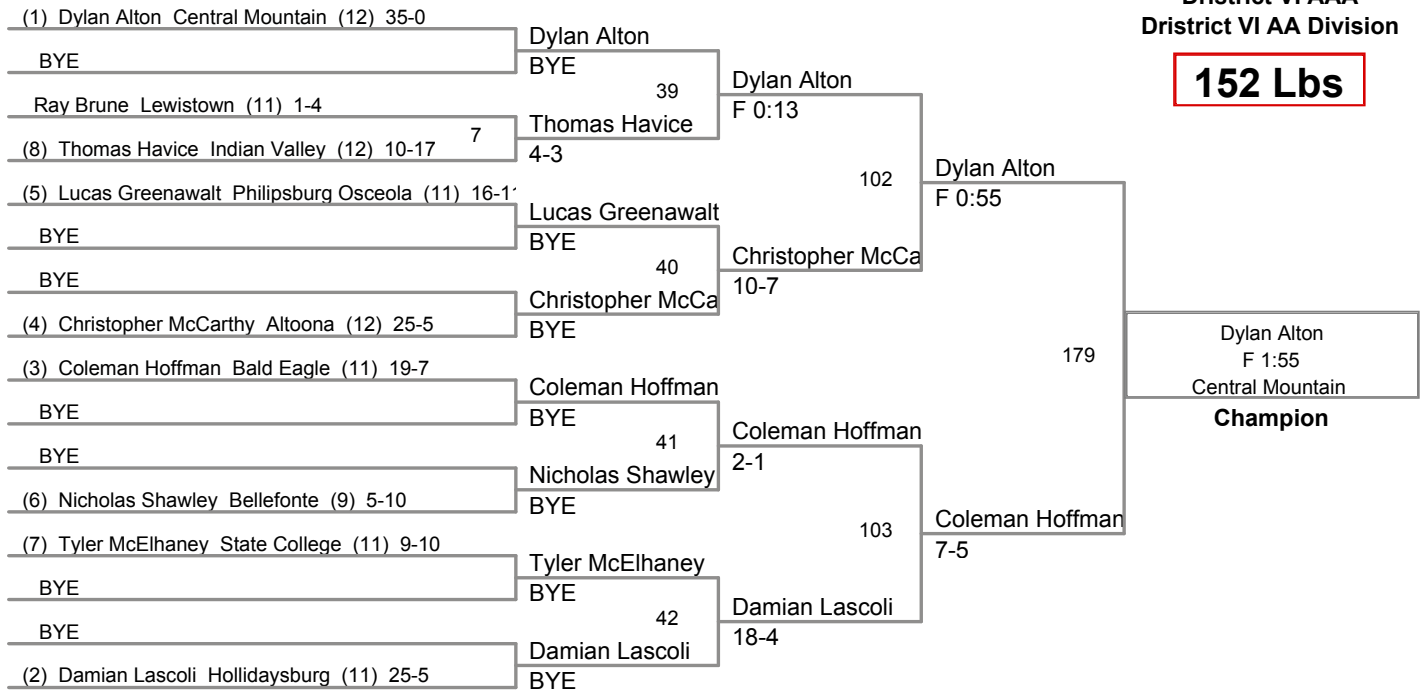 Dristrict VI AAA
Dristrict VI AA Division
152 Lbs
(1) Dylan Alton Central Mountain (12) 35-0
BYE
Ray Brune Lewistown (11) 1-4
(8) Thomas Havice Indian Valley (12) 10-17
7
(5) Lucas Greenawalt Philipsburg Osceola (11) 16-1
BYE
BYE
(4) Christopher McCarthy Altoona (12) 25-5
(3) Coleman Hoffman Bald Eagle (11) 19-7
BYE
BYE
(6) Nicholas Shawley Bellefonte (9) 5-10
(7) Tyler McElhaney State College (11) 9-10
BYE
BYE
(2) Damian Lascoli Hollidaysburg (11) 25-5
Dylan Alton
BYE
39
Thomas Havice
4-3
Lucas Greenawalt
BYE
40
Christopher McCa
BYE
Coleman Hoffman
BYE
41
Nicholas Shawley
BYE
Tyler McElhaney
BYE
42
Damian Lascoli
BYE
Dylan Alton
F 0:13
102
Christopher McCa
10-7
Coleman Hoffman
2-1
103
Damian Lascoli
18-4
Dylan Alton
F 0:55
179
Coleman Hoffman
7-5
Dylan Alton
F 1:55
Central Mountain
Champion